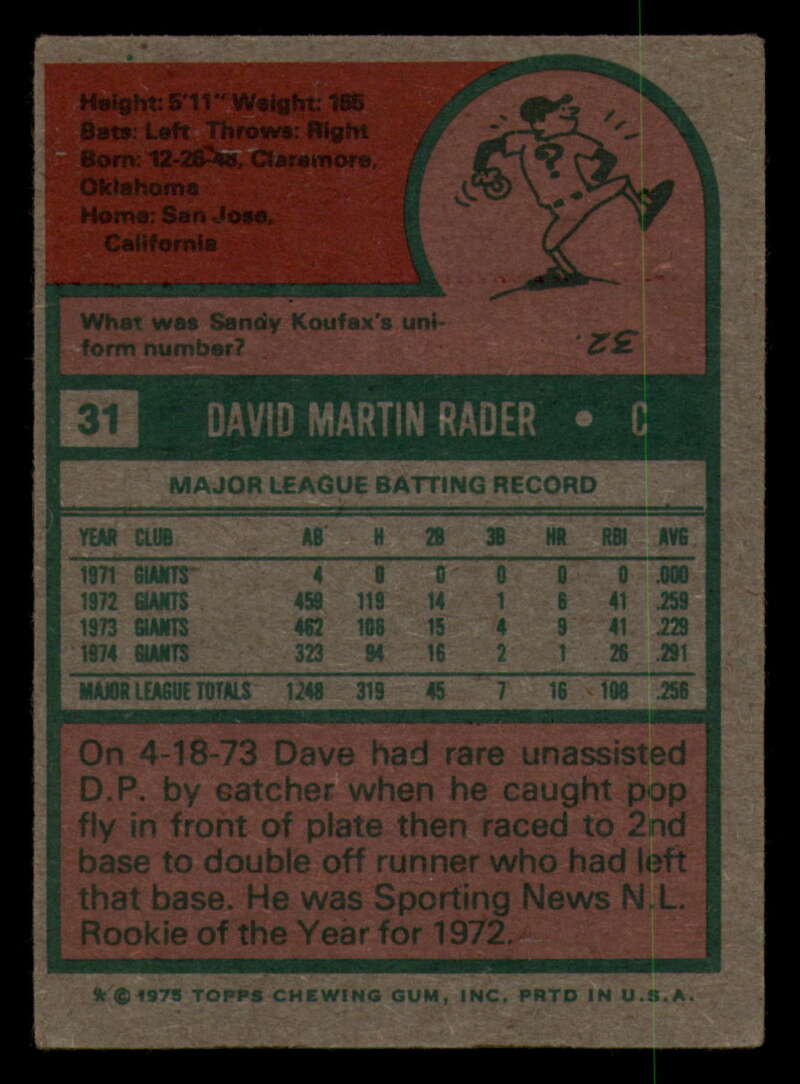 Height: 5'11" Weight: 165
Bats: Left Throws: Right
Born: 12-26-48, Claremore,
Oklahoma
Home: San Jose,
California
?
What was Sandy Koufax's uni-
form number?
32.
31 DAVID MARTIN RADER • C
MAJOR LEAGUE BATTING RECORD
YEAR CLUB AB H 2B 3B HR RBI AVG
1971 GIANTS 4 0 0 0 0 0 .000
1972 GIANTS 459 119 14 1 6 41 .259
1973 GIANTS 462 106 15 4 9 41 .229
1974 GIANTS 323 94 16 2 1 26 .291
MAJOR LEAGUE TOTALS 1248 319 45 7 16 108 .256
On 4-18-73 Dave had rare unassisted
D.P. by catcher when he caught pop
fly in front of plate then raced to 2nd
base to double off runner who had left
that base. He was Sporting News N.L.
Rookie of the Year for 1972.
* © 1975 TOPPS CHEWING GUM, INC. PRTD IN U.S.A.